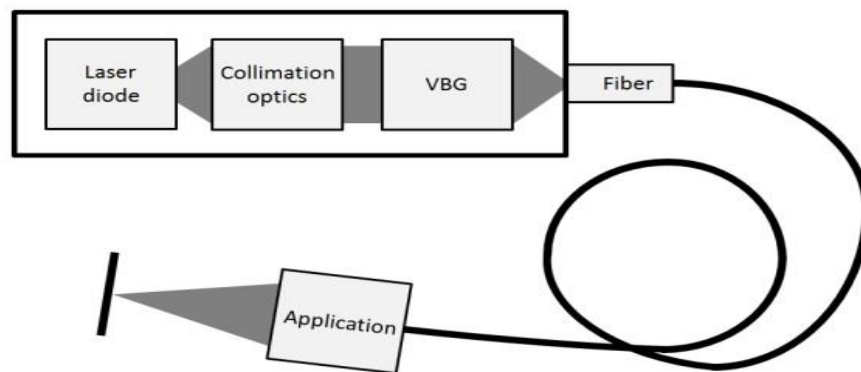 Laser
diode
Collimation
optics
VBG
Fiber
Application